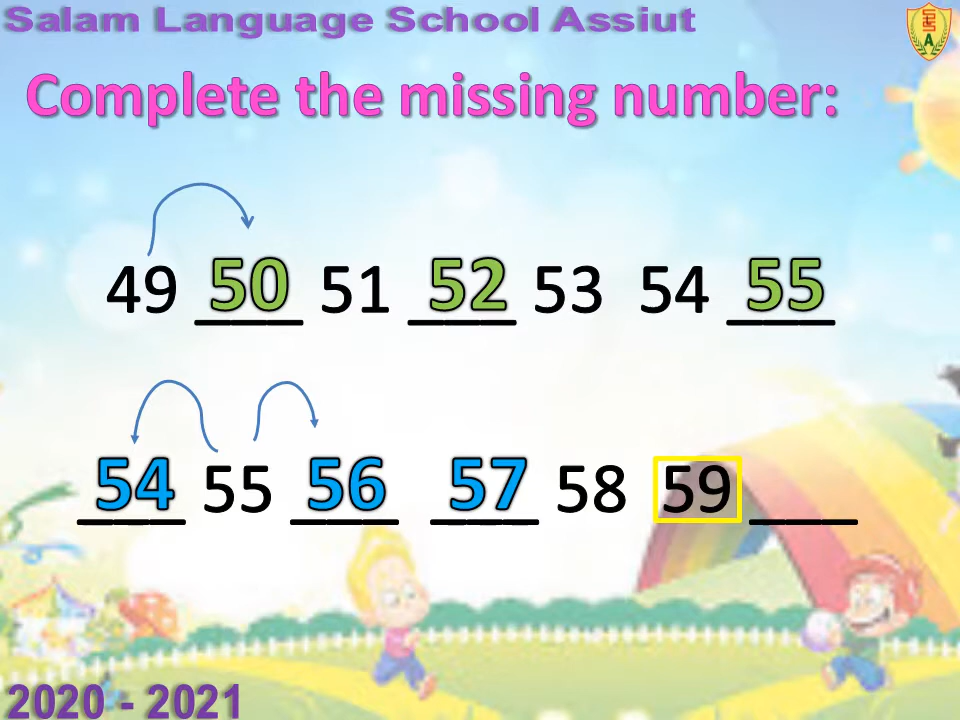 Salam Language School Assiut
Complete the missing number:
49 50 51 52 53 54 55
54 55 56 57 58 59 ___
2020 - 2021